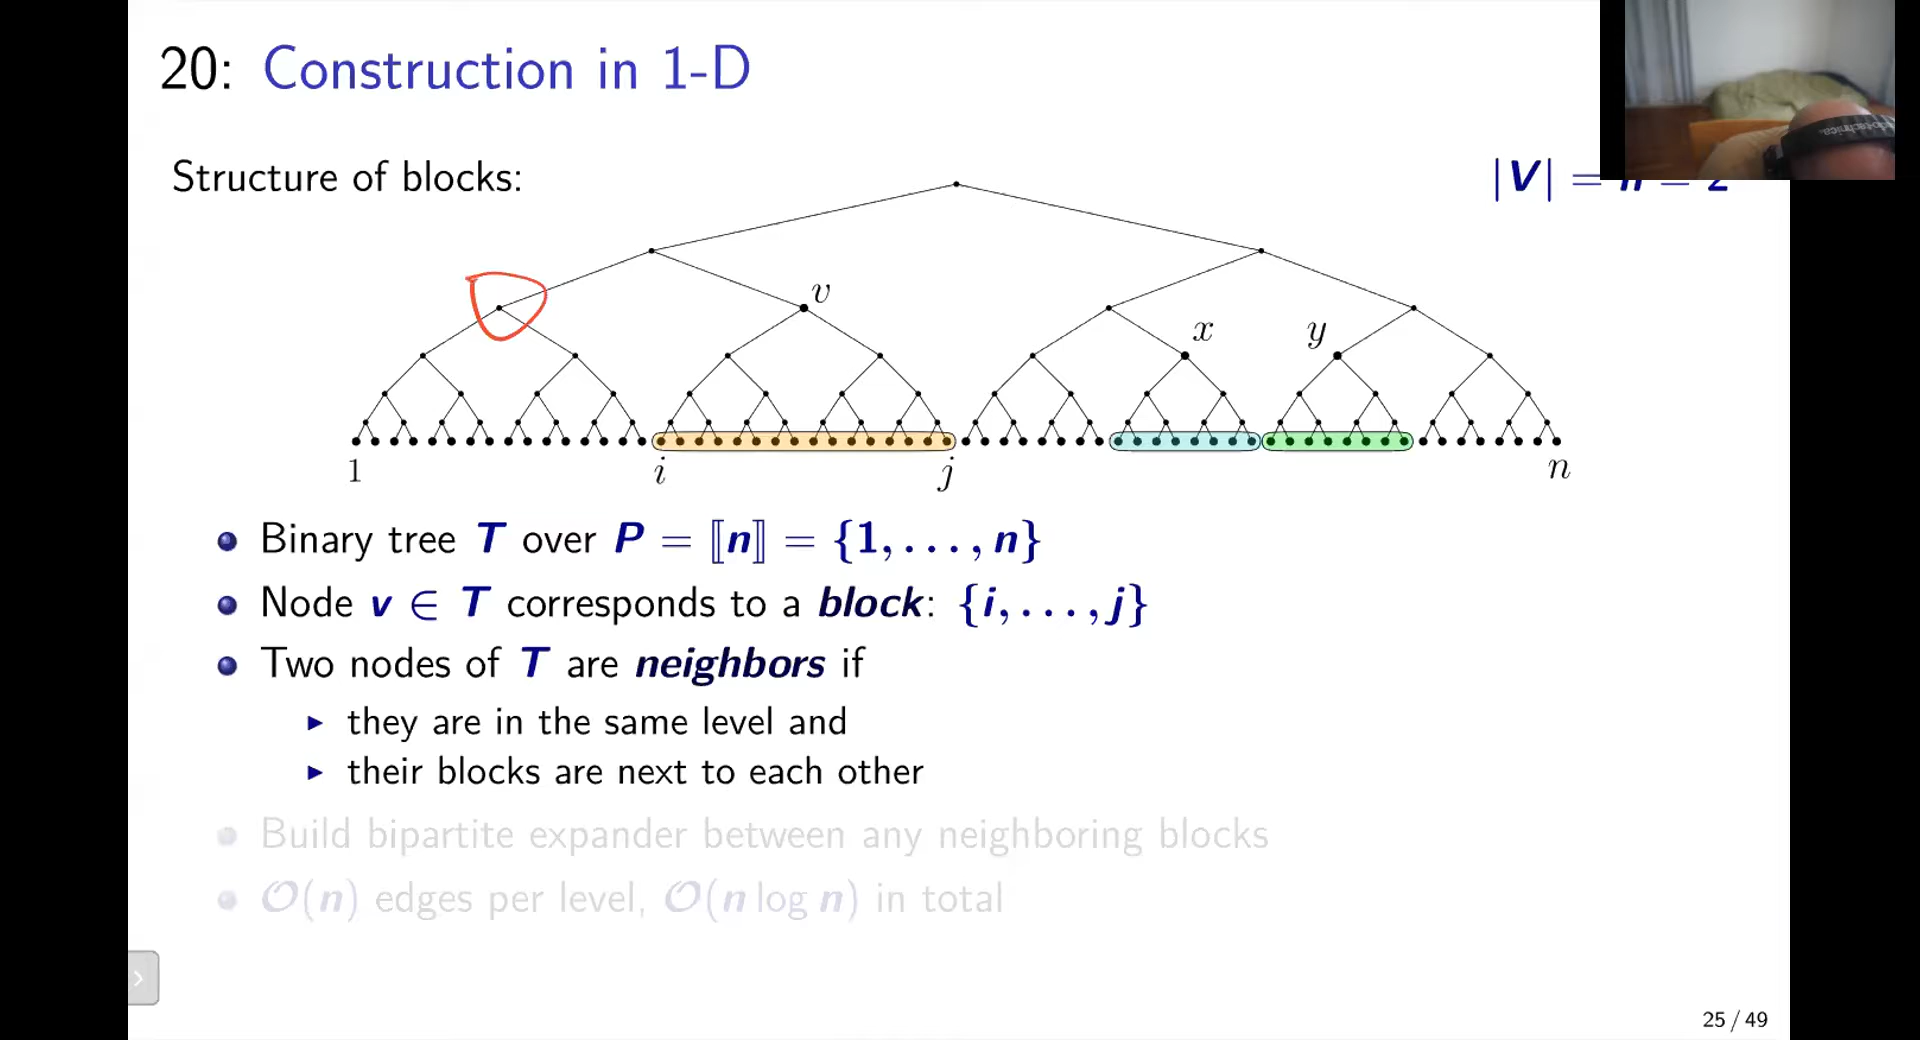 20: Construction in 1-D
Structure of blocks:
|V| = n = 2
v
x
y
1
i
j
n
Binary tree T over P = ⟦n⟧ = {1, . . . , n}
Node v ∈ T corresponds to a block: {i, . . . , j}
Two nodes of T are neighbors if
they are in the same level and
their blocks are next to each other
Build bipartite expander between any neighboring blocks
O(n) edges per level, O(n log n) in total
25 / 49